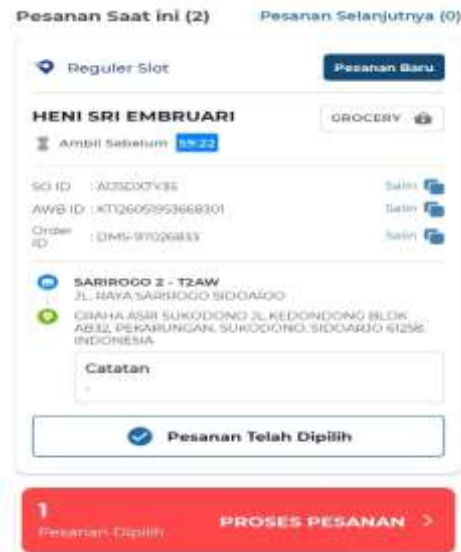 Pesanan Saat ini (2)
Pesanan Selanjutnya (0)
Reguler Slot
Pesanan Baru
HENI SRI EMBRUARI
GROCERY
Ambil Sebelum 59:22
SO ID :
Salin
AWB ID :
Salin
Order ID : DMS-97026833
Salin
SARIROGO 2 - T2AW
JL. RAYA SARIROGO SIDOARJO
GRAHA ASRI SUKODONO JL.KEDONDONG BLOK
AB32, PEKARUNGAN, SUKODONO, SIDOARJO 61258,
INDONESIA
Catatan
-
Pesanan Telah Dipilih
1
Pesanan Dipilih
PROSES PESANAN